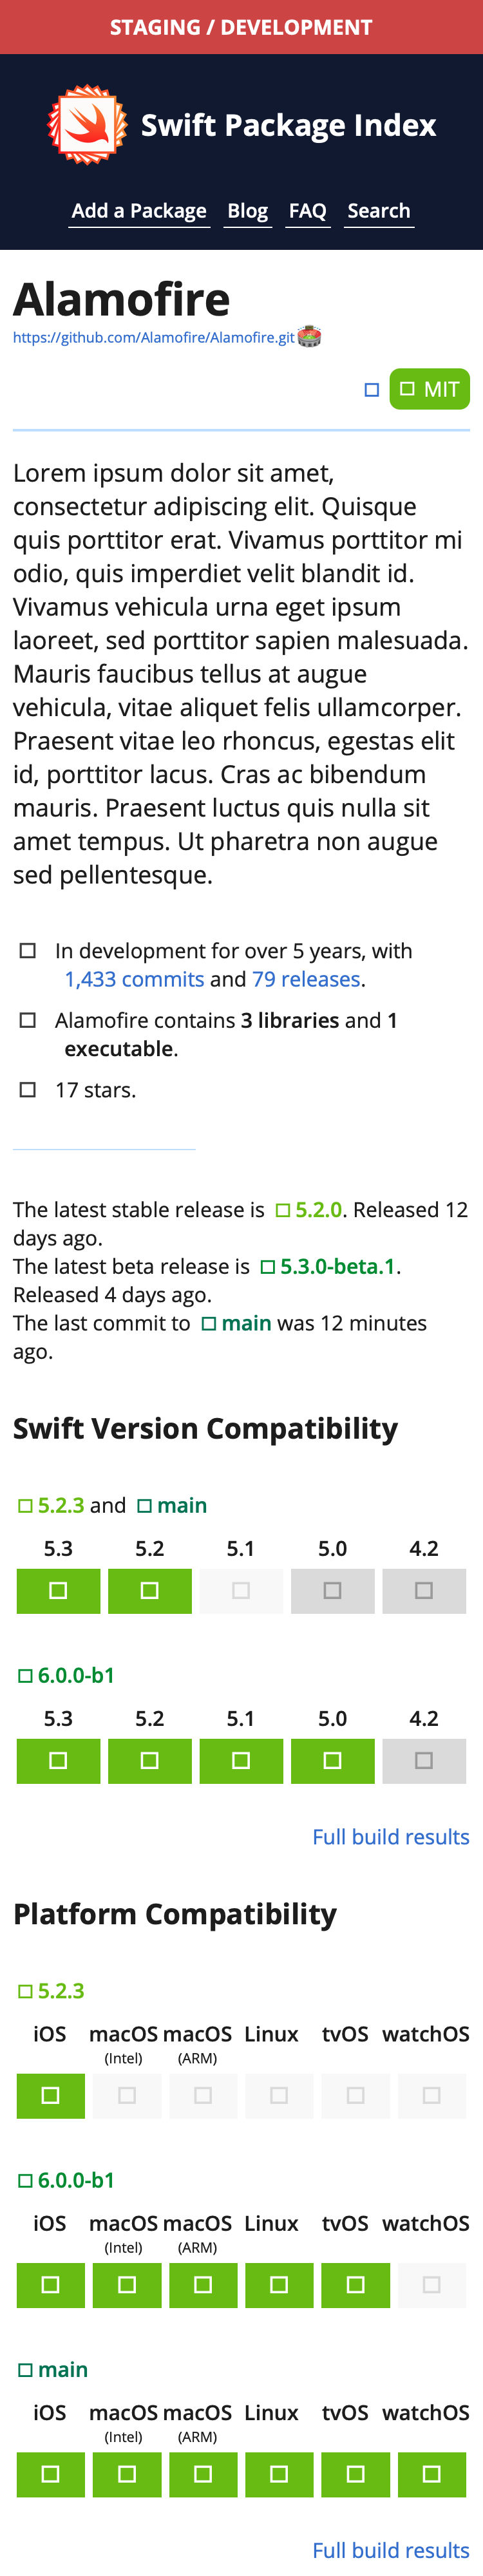 STAGING / DEVELOPMENT
Swift Package Index
Add a Package Blog FAQ Search
Alamofire
https://github.com/Alamofire/Alamofire.git
MIT
Lorem ipsum dolor sit amet,
consectetur adipiscing elit. Quisque
quis porttitor erat. Vivamus porttitor mi
odio, quis imperdiet velit blandit id.
Vivamus vehicula urna eget ipsum
laoreet, sed porttitor sapien malesuada.
Mauris faucibus tellus at augue
vehicula, vitae aliquet felis ullamcorper.
Praesent vitae leo rhoncus, egestas elit
id, porttitor lacus. Cras ac bibendum
mauris. Praesent luctus quis nulla sit
amet tempus. Ut pharetra non augue
sed pellentesque.
In development for over 5 years, with
1,433 commits and 79 releases.
Alamofire contains 3 libraries and 1
executable.
17 stars.
The latest stable release is 5.2.0. Released 12
days ago.
The latest beta release is 5.3.0-beta.1.
Released 4 days ago.
The last commit to main was 12 minutes
ago.
Swift Version Compatibility
5.2.3 and main
5.3 5.2 5.1 5.0 4.2
6.0.0-b1
5.3 5.2 5.1 5.0 4.2
Full build results
Platform Compatibility
5.2.3
iOS macOS macOS Linux tvOS watchOS
(Intel) (ARM)
6.0.0-b1
iOS macOS macOS Linux tvOS watchOS
(Intel) (ARM)
main
iOS macOS macOS Linux tvOS watchOS
(Intel) (ARM)
Full build results